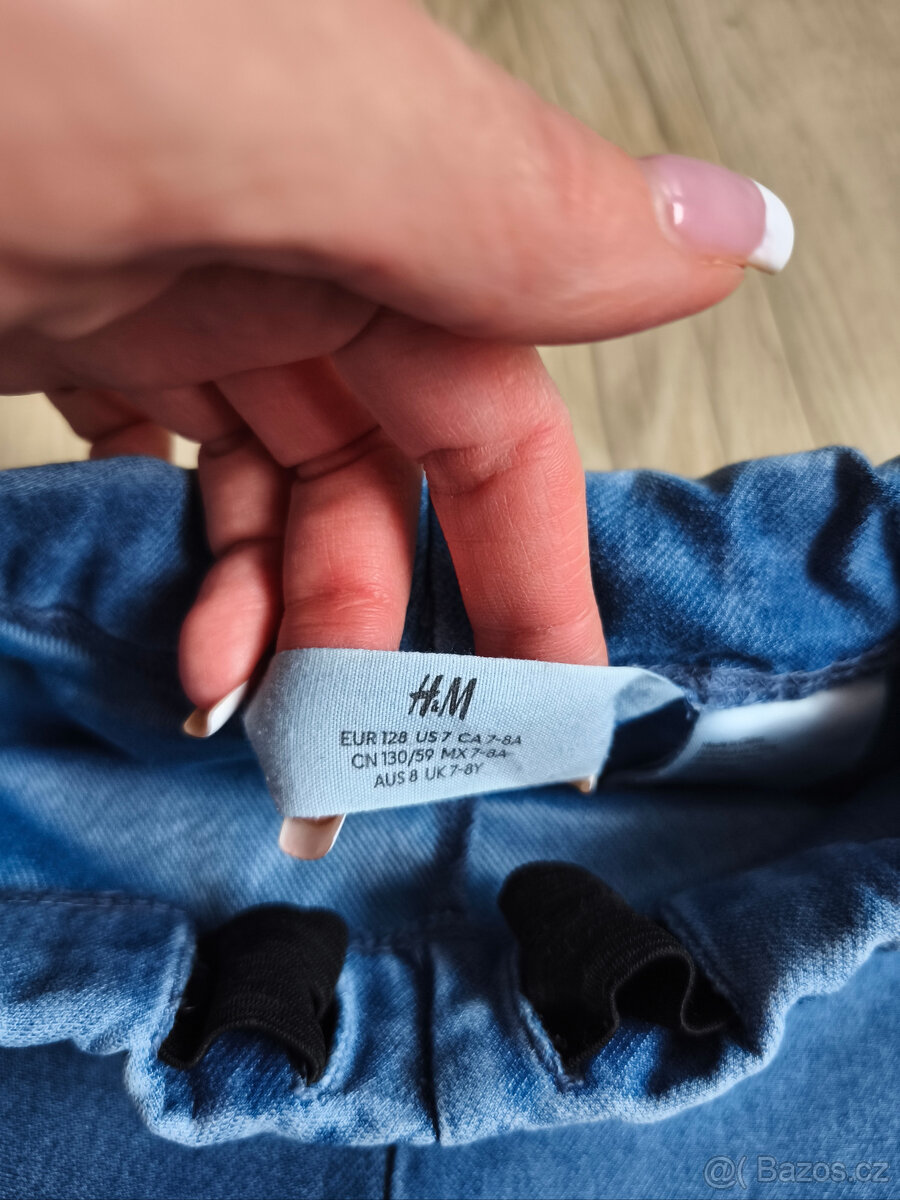 H&M
EUR 128 US 7 CA 7-8A
CN 130/59 MX 7-8A
AUS 8 UK 7-8Y
@( Bazos.cz